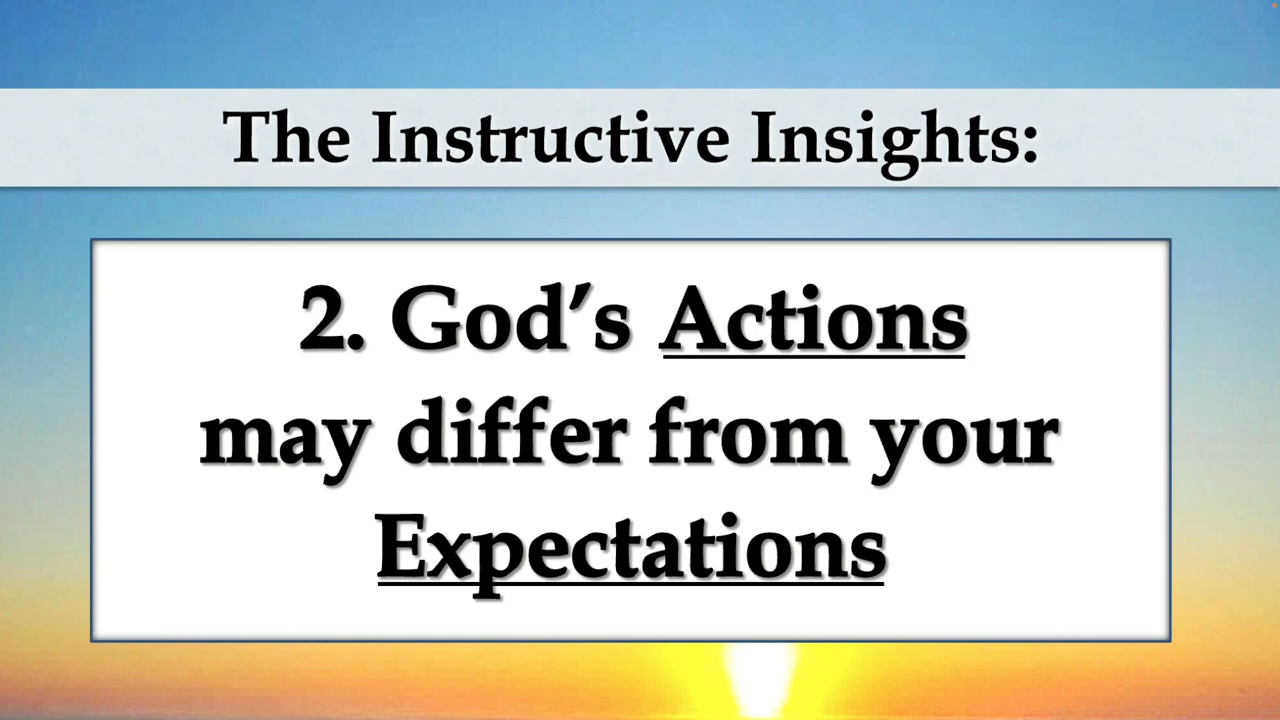 The Instructive Insights:
2. God’s Actions
may differ from your
Expectations